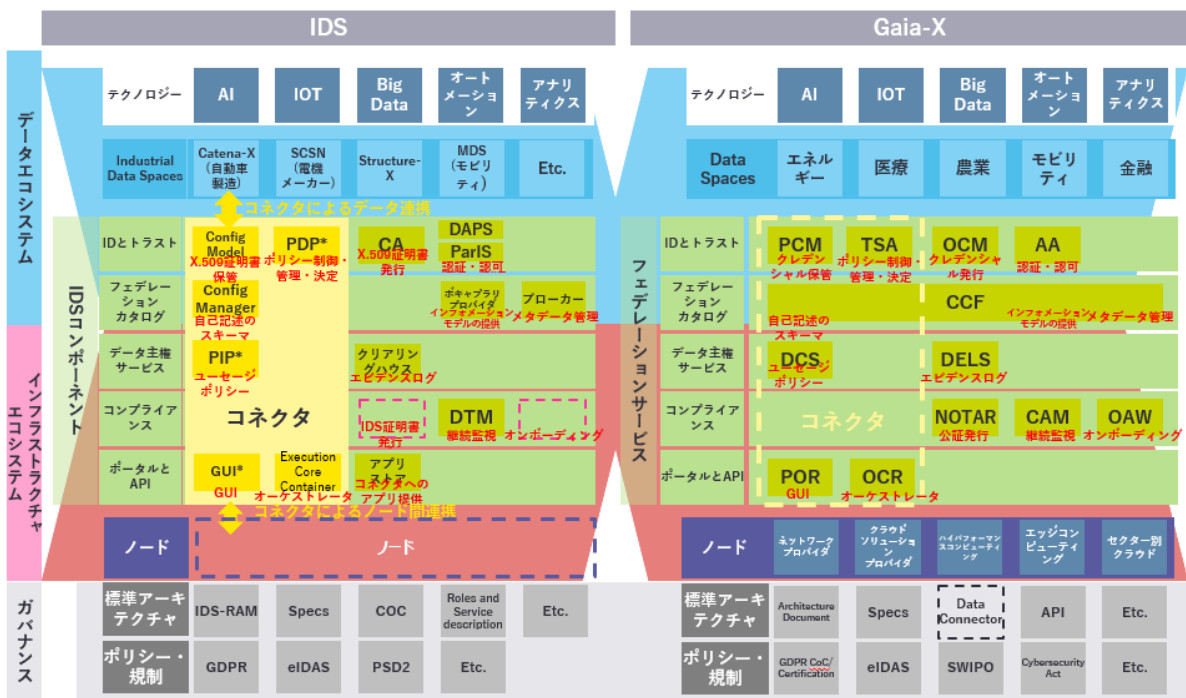 IDS
Gaia-X
データエコシステム
インフラストラクチャ
エコシステム
ガバナンス
テクノロジー
AI
IOT
Big
Data
オート
メーション
アナリ
ティクス
Industrial
Data Spaces
Catena-X
(自動車
製造)
SCSN
(電機
メーカー)
Structure-
X
MDS
(モビリ
ティ)
Etc.
コネクタによるデータ連携
IDSコンポーネント
IDとトラスト
Config
Model
X.509証明書
保管
PDP*
ポリシー制御・
管理・決定
CA
X.509証明書
発行
DAPS
ParIS
認証・認可
フェデレー
ション
カタログ
Config
Manager
自己記述の
スキーマ
ボキャブラリ
プロバイダ
インフォメーション
モデルの提供
ブローカー
メタデータ管理
データ主権
サービス
PIP*
ユーセージ
ポリシー
クリアリン
グハウス
エビデンスログ
コンプライア
ンス
コネクタ
IDS証明書
発行
DTM
継続監視
オンボーディング
ポータルと
API
GUI*
GUI
Execution
Core
Container
オーケストレータ
アプリ
ストア
コネクタへの
アプリ提供
コネクタによるノード間連携
ノード
ノード
標準アーキ
テクチャ
IDS-RAM
Specs
COC
Roles and
Service
description
Etc.
ポリシー・
規制
GDPR
eIDAS
PSD2
Etc.
テクノロジー
AI
IOT
Big
Data
オート
メーショ
ン
アナリ
ティクス
Data
Spaces
エネル
ギー
医療
農業
モビリ
ティ
金融
フェデレーションサービス
IDとトラスト
PCM
クレデン
シャル保管
TSA
ポリシー制御・
管理・決定
OCM
クレデンシャ
ル発行
AA
認証・認可
フェデレー
ション
カタログ
自己記述の
スキーマ
CCF
インフォメーション
モデルの提供
メタデータ管理
データ主権
サービス
DCS
ユーセージ
ポリシー
DELS
エビデンスログ
コンプライア
ンス
コネクタ
NOTAR
公証発行
CAM
継続監視
OAW
オンボーディング
ポータルとAPI
POR
GUI
OCR
オーケストレータ
ノード
ネットワーク
プロバイダ
クラウド
ソリューション
プロバイダ
ハイパフォーマン
スコンピューティ
ング
エッジコン
ピューティ
ング
セクター別
クラウド
標準アーキ
テクチャ
Architecture
Document
Specs
Data
Connector
API
Etc.
ポリシー・
規制
GDPR CoC/
Certification
eIDAS
SWIPO
Cybersecurity
Act
Etc.